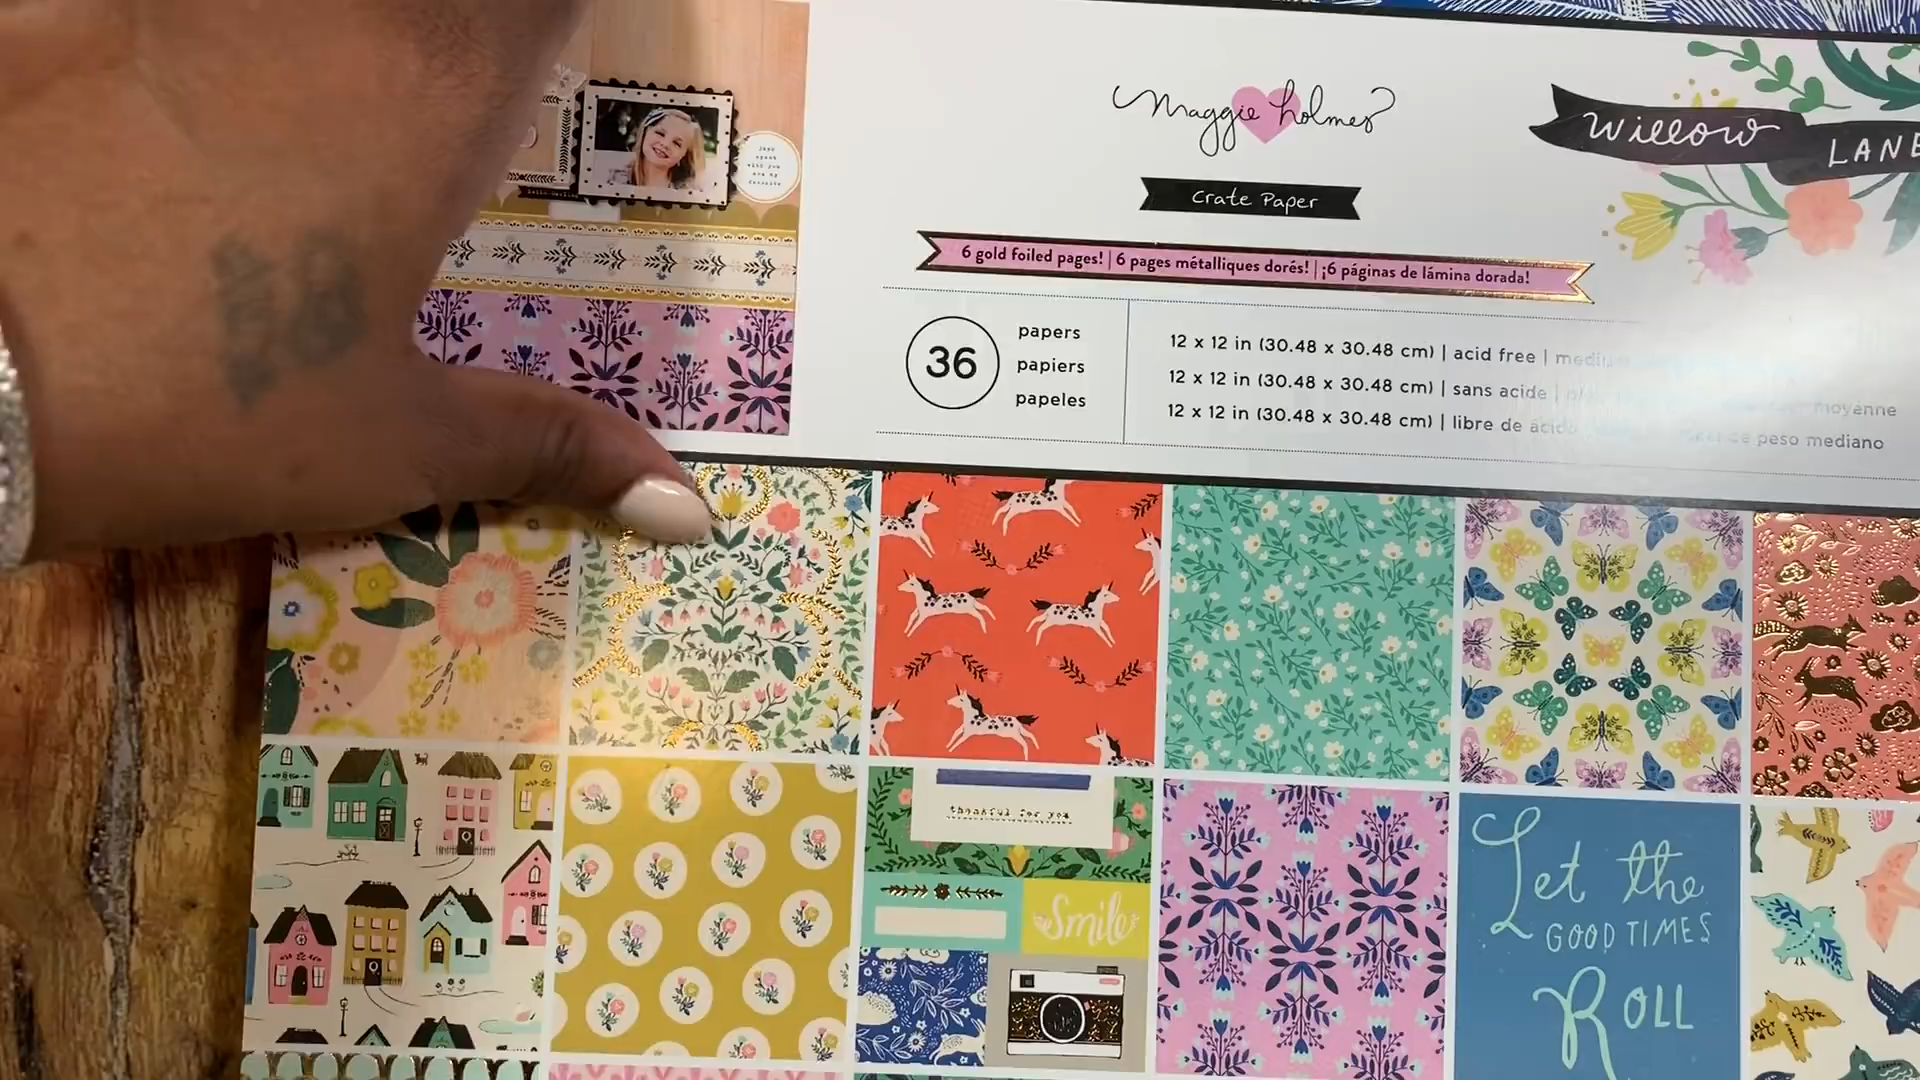 maggie holmes
willow LANE
crate Paper
6 gold foiled pages! | 6 pages métalliques dorés! | ¡6 páginas de lámina dorada!
36
papers
papiers
papeles
12 x 12 in (30.48 x 30.48 cm) | acid free |
12 x 12 in (30.48 x 30.48 cm) | sans acide | moyenne
12 x 12 in (30.48 x 30.48 cm) | libre de ácido peso mediano
thankful for you
Smile
Let the
GOOD TIMES
ROLL